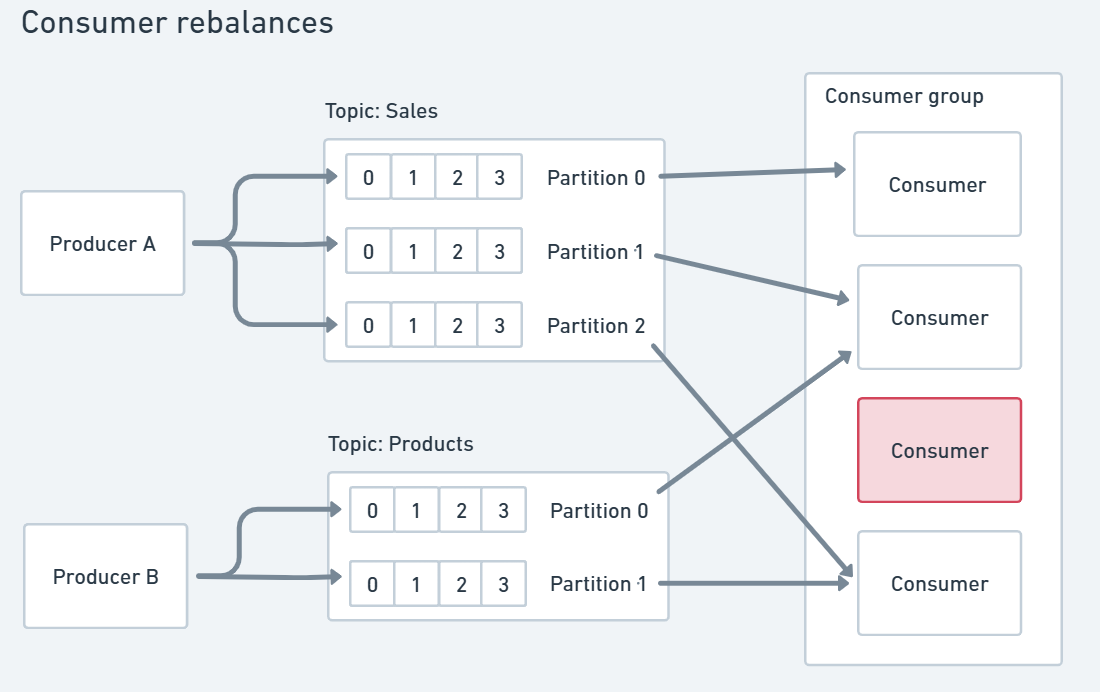 Consumer rebalances
Consumer group
Topic: Sales
Producer A
0 1 2 3 Partition 0
0 1 2 3 Partition 1
0 1 2 3 Partition 2
Topic: Products
Producer B
0 1 2 3 Partition 0
0 1 2 3 Partition 1
Consumer
Consumer
Consumer
Consumer